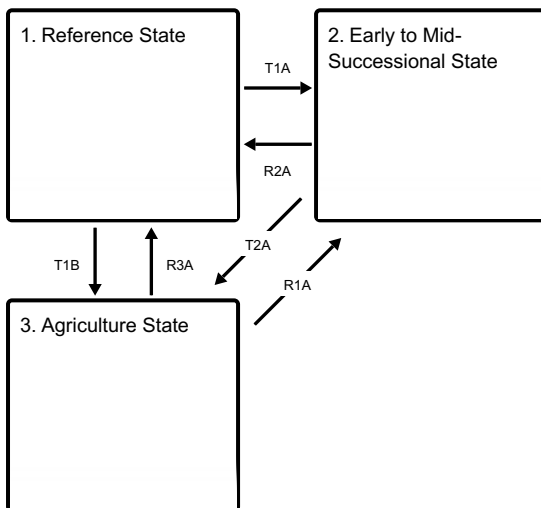 1. Reference State
2. Early to Mid-
Successional State
T1A
R2A
T2A
T1B
R3A
R1A
3. Agriculture State